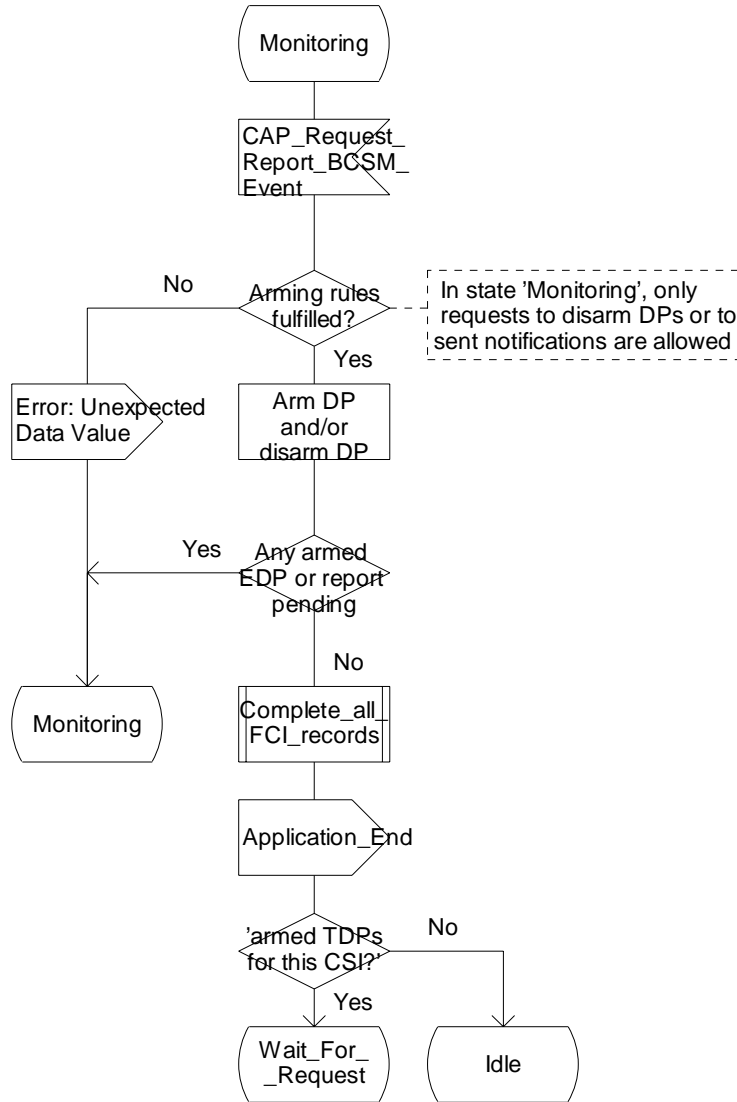 Monitoring
CAP_Request_
Report_BCSM_
Event
No
Arming rules
fulfilled?
In state ’Monitoring’, only
requests to disarm DPs or to
sent notifications are allowed
Yes
Error: Unexpected
Data Value
Arm DP
and/or
disarm DP
Yes
Any armed
EDP or report
pending
No
Monitoring
Complete_all_
FCI_records
Application_End
’armed TDPs
for this CSI?’
No
Yes
Wait_For_
_Request
Idle